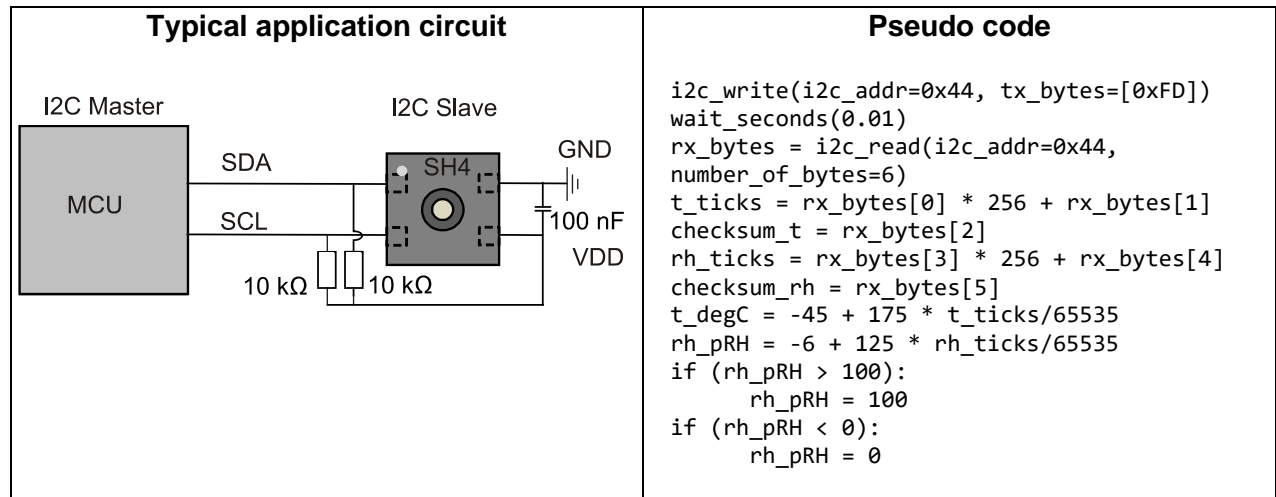 Typical application circuit
I2C Master
I2C Slave
MCU
SDA
SCL
SH4
GND
100 nF
VDD
10 kΩ
10 kΩ
Pseudo code
i2c_write(i2c_addr=0x44, tx_bytes=[0xFD])
wait_seconds(0.01)
rx_bytes = i2c_read(i2c_addr=0x44,
number_of_bytes=6)
t_ticks = rx_bytes[0] * 256 + rx_bytes[1]
checksum_t = rx_bytes[2]
rh_ticks = rx_bytes[3] * 256 + rx_bytes[4]
checksum_rh = rx_bytes[5]
t_degC = -45 + 175 * t_ticks/65535
rh_pRH = -6 + 125 * rh_ticks/65535
if (rh_pRH > 100):
rh_pRH = 100
if (rh_pRH < 0):
rh_pRH = 0